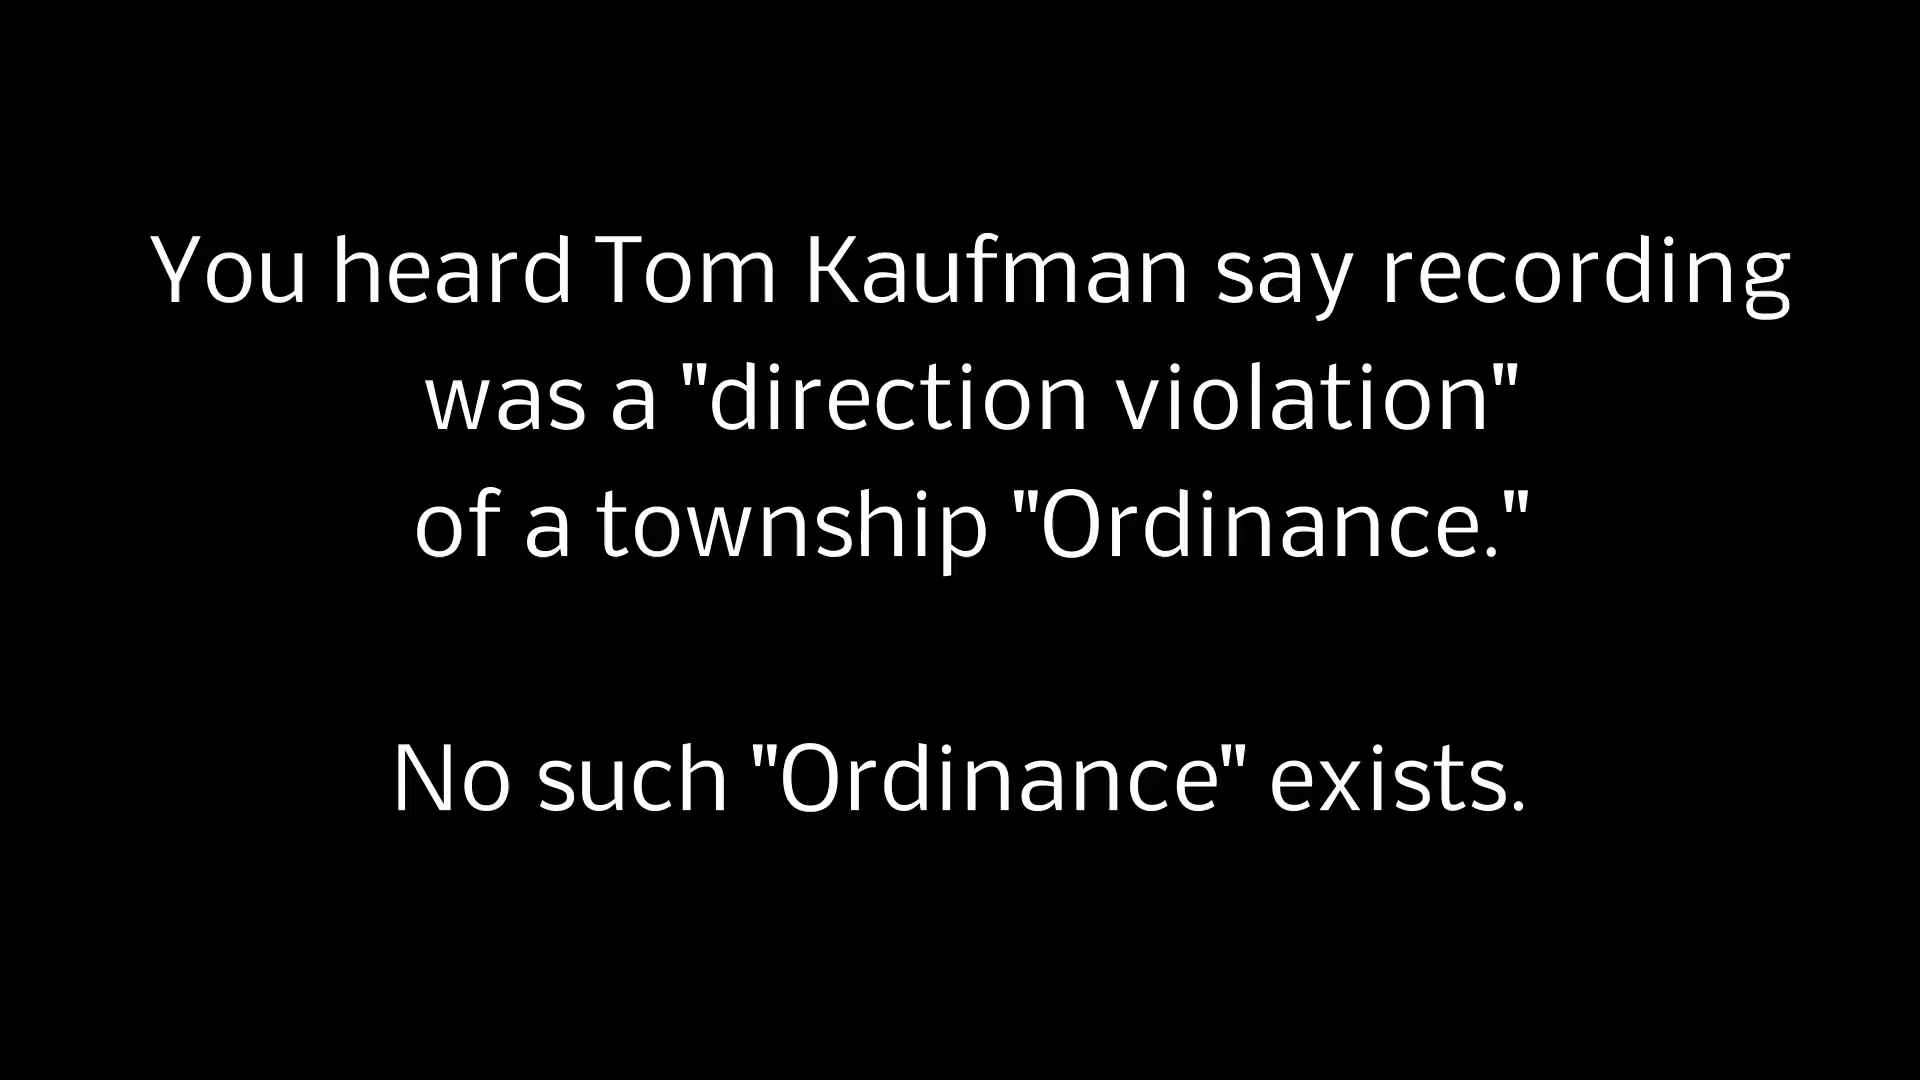 You heard Tom Kaufman say recording
was a "direction violation"
of a township "Ordinance."
No such "Ordinance" exists.